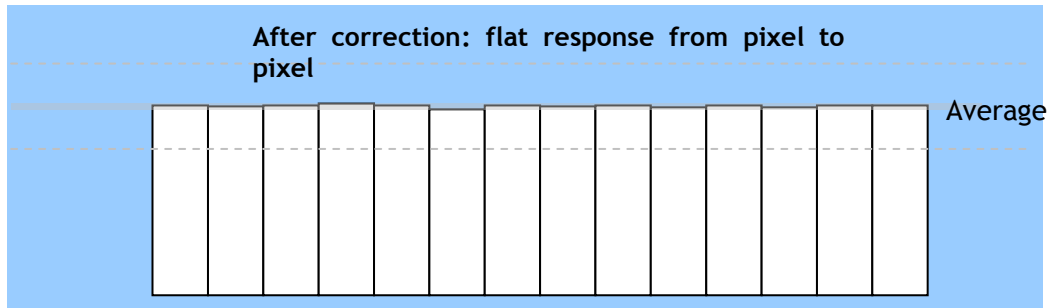 After correction: flat response from pixel to
pixel
Average